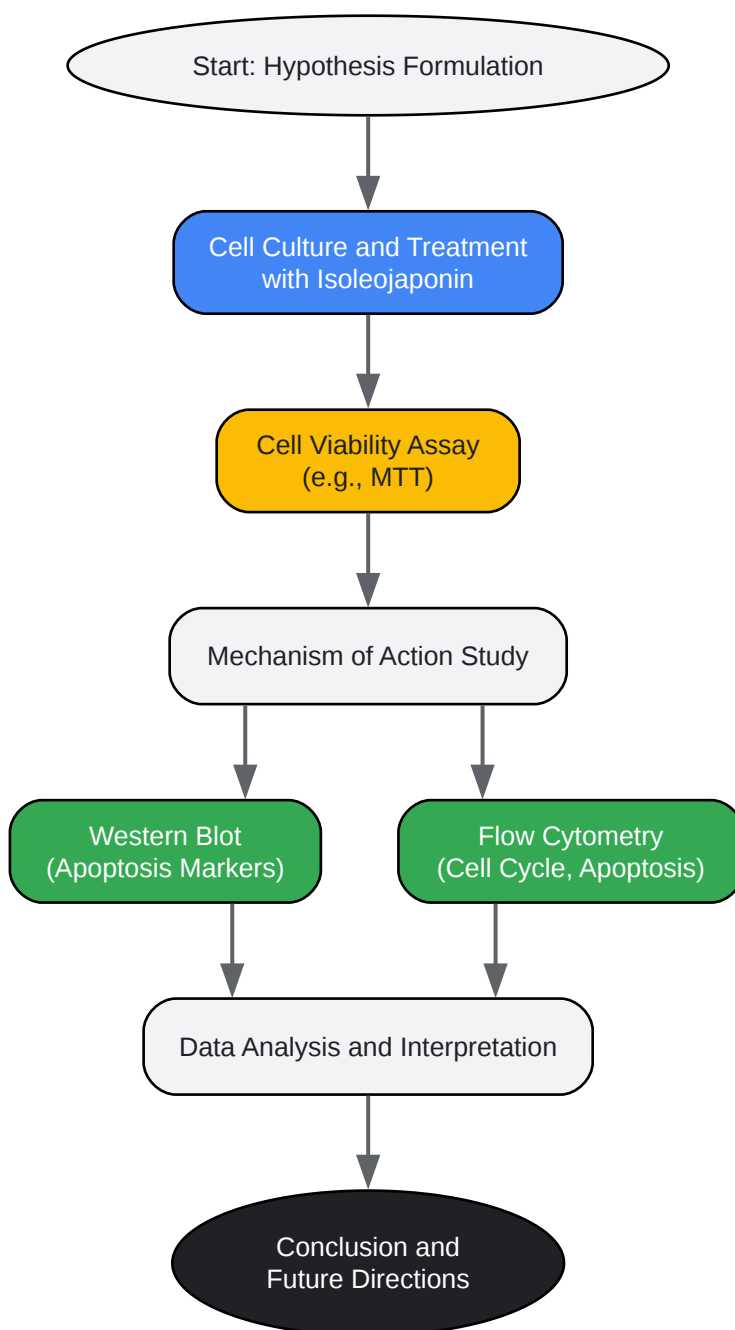 Start: Hypothesis Formulation
Cell Culture and Treatment
with Isoleojaponin
Cell Viability Assay
(e.g., MTT)
Mechanism of Action Study
Western Blot
(Apoptosis Markers)
Flow Cytometry
(Cell Cycle, Apoptosis)
Data Analysis and Interpretation
Conclusion and
Future Directions